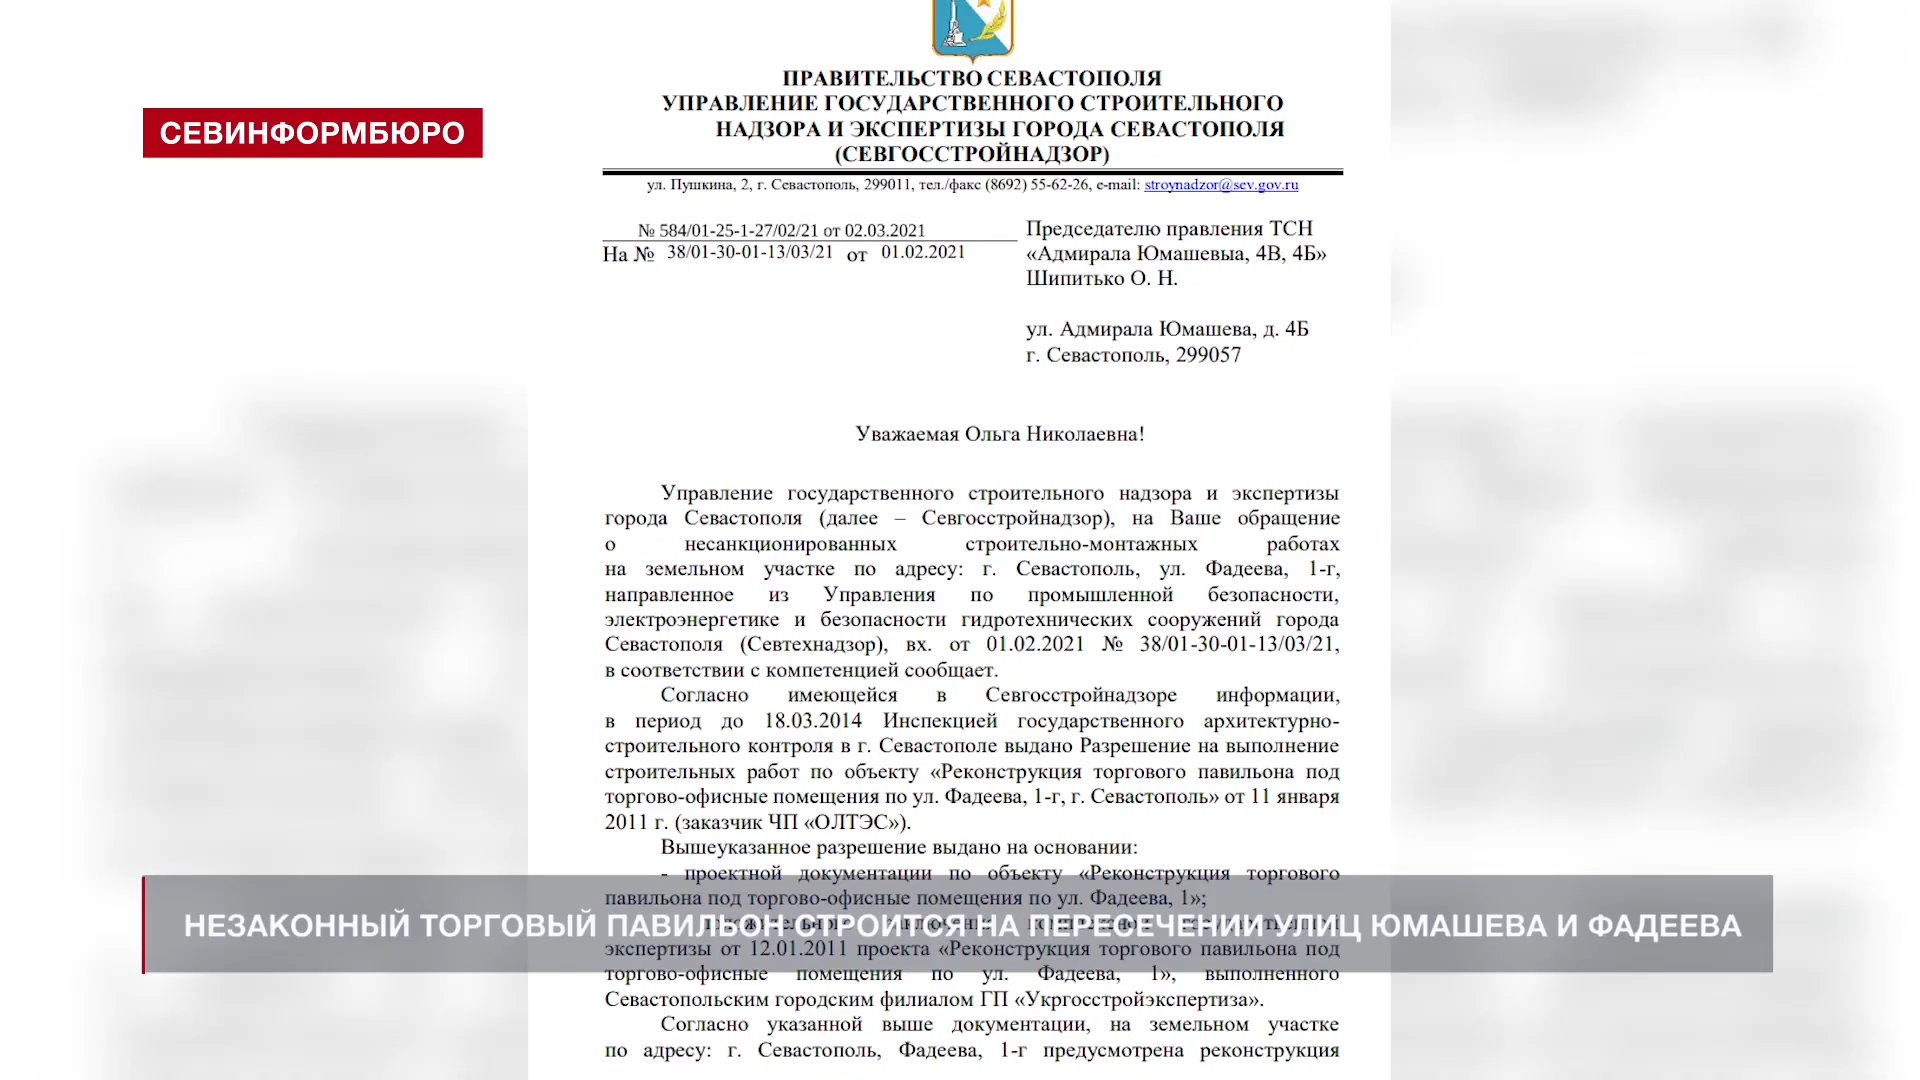 ПРАВИТЕЛЬСТВО СЕВАСТОПОЛЯ
УПРАВЛЕНИЕ ГОСУДАРСТВЕННОГО СТРОИТЕЛЬНОГО
НАДЗОРА И ЭКСПЕРТИЗЫ ГОРОДА СЕВАСТОПОЛЯ
(СЕВГОССТРОЙНАДЗОР)
СЕВИНФОРМБЮРО
ул. Пушкина, 2, г. Севастополь, 299011, тел./факс (8692) 55-62-26, e-mail: stroynadzor@sev.gov.ru
№ 584/01-25-1-27/02/21 от 02.03.2021
На № 38/01-30-01-13/03/21 от 01.02.2021
Председателю правления ТСН
«Адмирала Юмашевыа, 4В, 4Б»
Шипитько О. Н.
ул. Адмирала Юмашева, д. 4Б
г. Севастополь, 299057
Уважаемая Ольга Николаевна!
Управление государственного строительного надзора и экспертизы
города Севастополя (далее – Севгосстройнадзор), на Ваше обращение
о несанкционированных строительно-монтажных работах
на земельном участке по адресу: г. Севастополь, ул. Фадеева, 1-г,
направленное из Управления по промышленной безопасности,
электроэнергетике и безопасности гидротехнических сооружений города
Севастополя (Севтехнадзор), вх. от 01.02.2021 № 38/01-30-01-13/03/21,
в соответствии с компетенцией сообщает.
Согласно имеющейся в Севгосстройнадзоре информации,
в период до 18.03.2014 Инспекцией государственного архитектурно-
строительного контроля в г. Севастополе выдано Разрешение на выполнение
строительных работ по объекту «Реконструкция торгового павильона под
торгово-офисные помещения по ул. Фадеева, 1-г, г. Севастополь» от 11 января
2011 г. (заказчик ЧП «ОЛТЭС»).
Вышеуказанное разрешение выдано на основании:
- проектной документации по объекту «Реконструкция торгового
павильона под торгово-офисные помещения по ул. Фадеева, 1»;
НЕЗАКОННЫЙ ТОРГОВЫЙ ПАВИЛЬОН СТРОИТСЯ НА ПЕРЕСЕЧЕНИИ УЛИЦ ЮМАШЕВА И ФАДЕЕВА
экспертизы от 12.01.2011 проекта «Реконструкция торгового павильона под
торгово-офисные помещения по ул. Фадеева, 1», выполненного
Севастопольским городским филиалом ГП «Укргосстройэкспертиза».
Согласно указанной выше документации, на земельном участке
по адресу: г. Севастополь, Фадеева, 1-г предусмотрена реконструкция